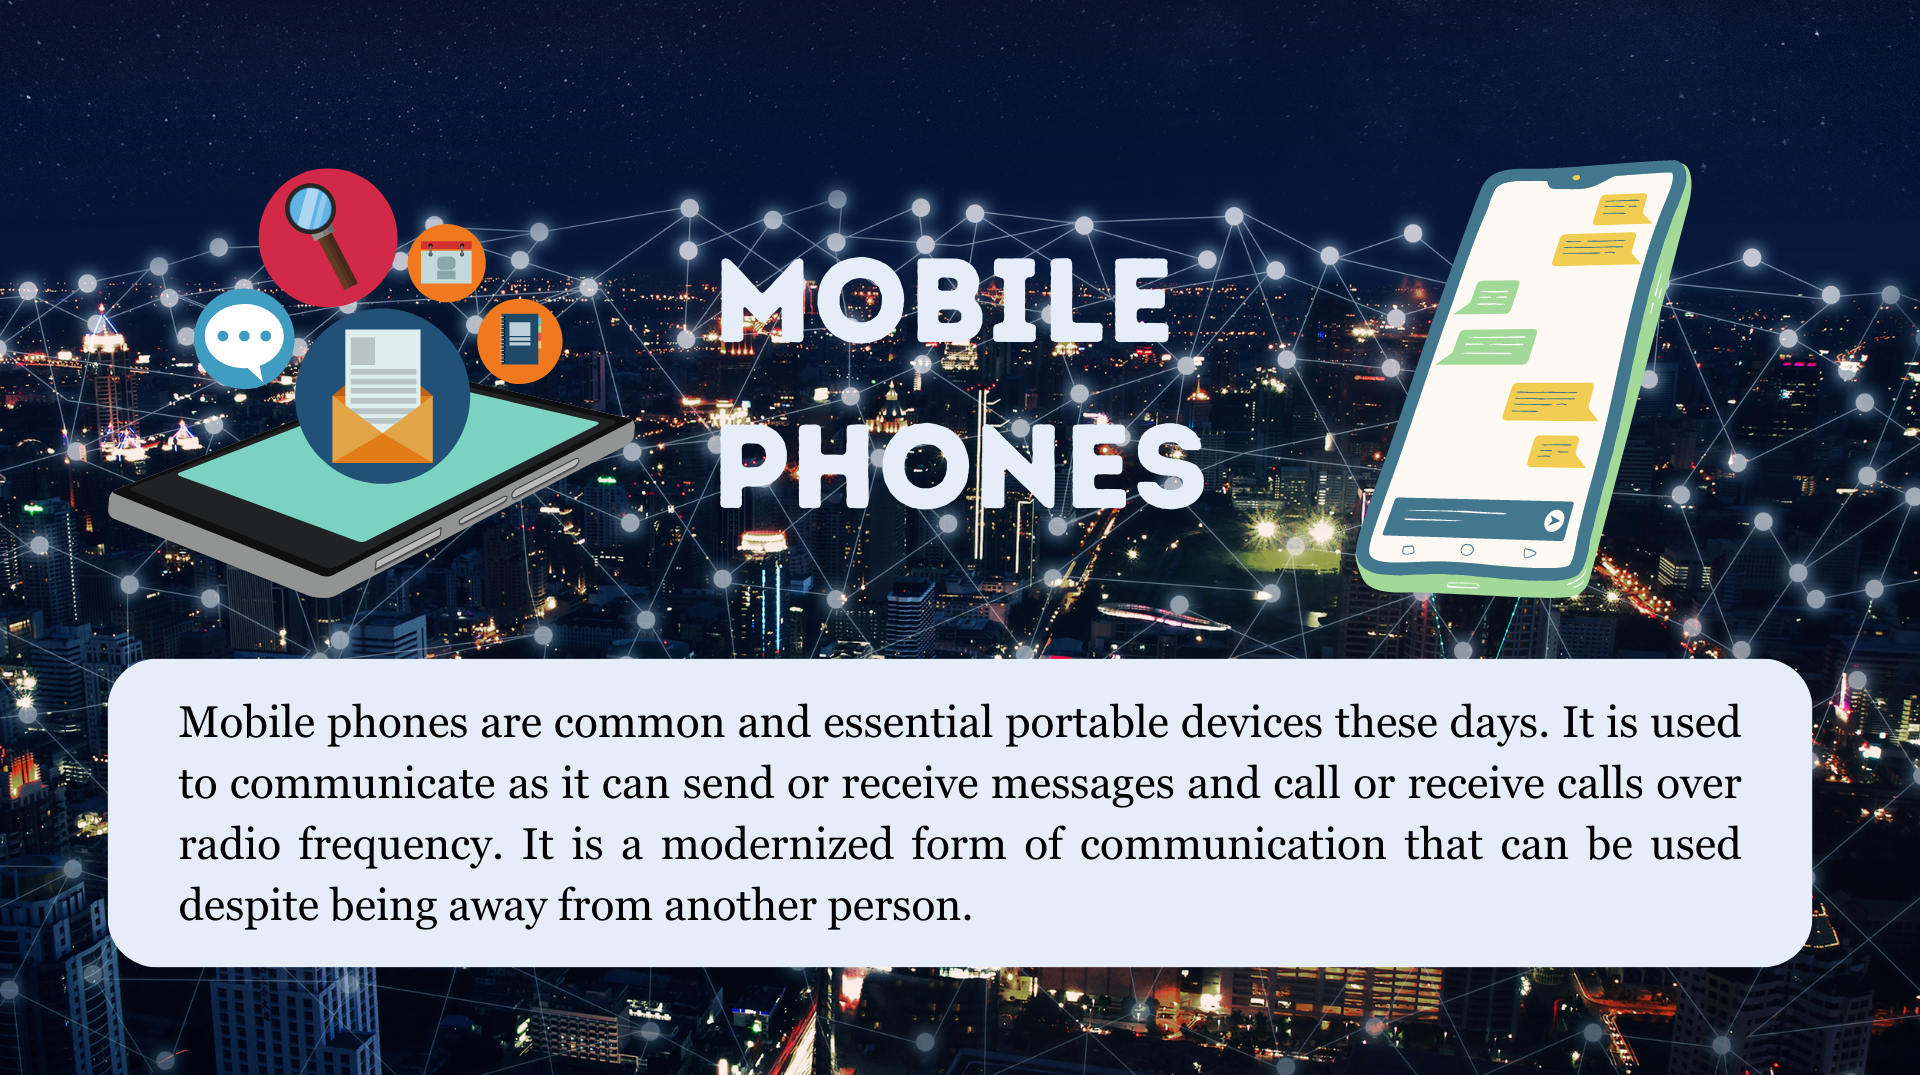 MOBILE
PHONES
Mobile phones are common and essential portable devices these days. It is used
to communicate as it can send or receive messages and call or receive calls over
radio frequency. It is a modernized form of communication that can be used
despite being away from another person.